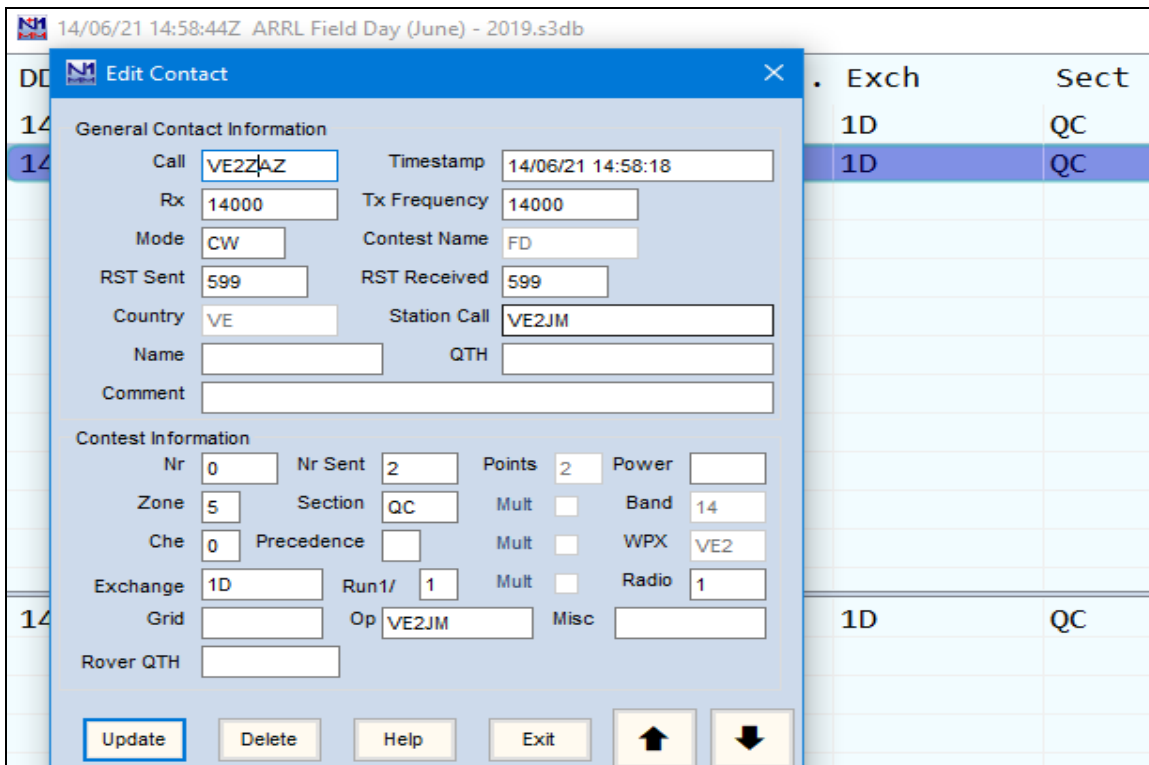 14/06/21 14:58:44Z ARRL Field Day (June) - 2019.s3db
Edit Contact
. Exch Sect
14 1D QC
14 1D QC
General Contact Information
Call VE2ZAZ Timestamp 14/06/21 14:58:18
Rx 14000 Tx Frequency 14000
Mode CW Contest Name FD
RST Sent 599 RST Received 599
Country VE Station Call VE2JM
Name QTH
Comment
Contest Information
Nr 0 Nr Sent 2 Points 2 Power
Zone 5 Section QC Mult Band 14
Che 0 Precedence Mult WPX VE2
Exchange 1D Run1/ 1 Mult Radio 1
14 1D QC
Grid Op VE2JM Misc
Rover QTH
Update Delete Help Exit